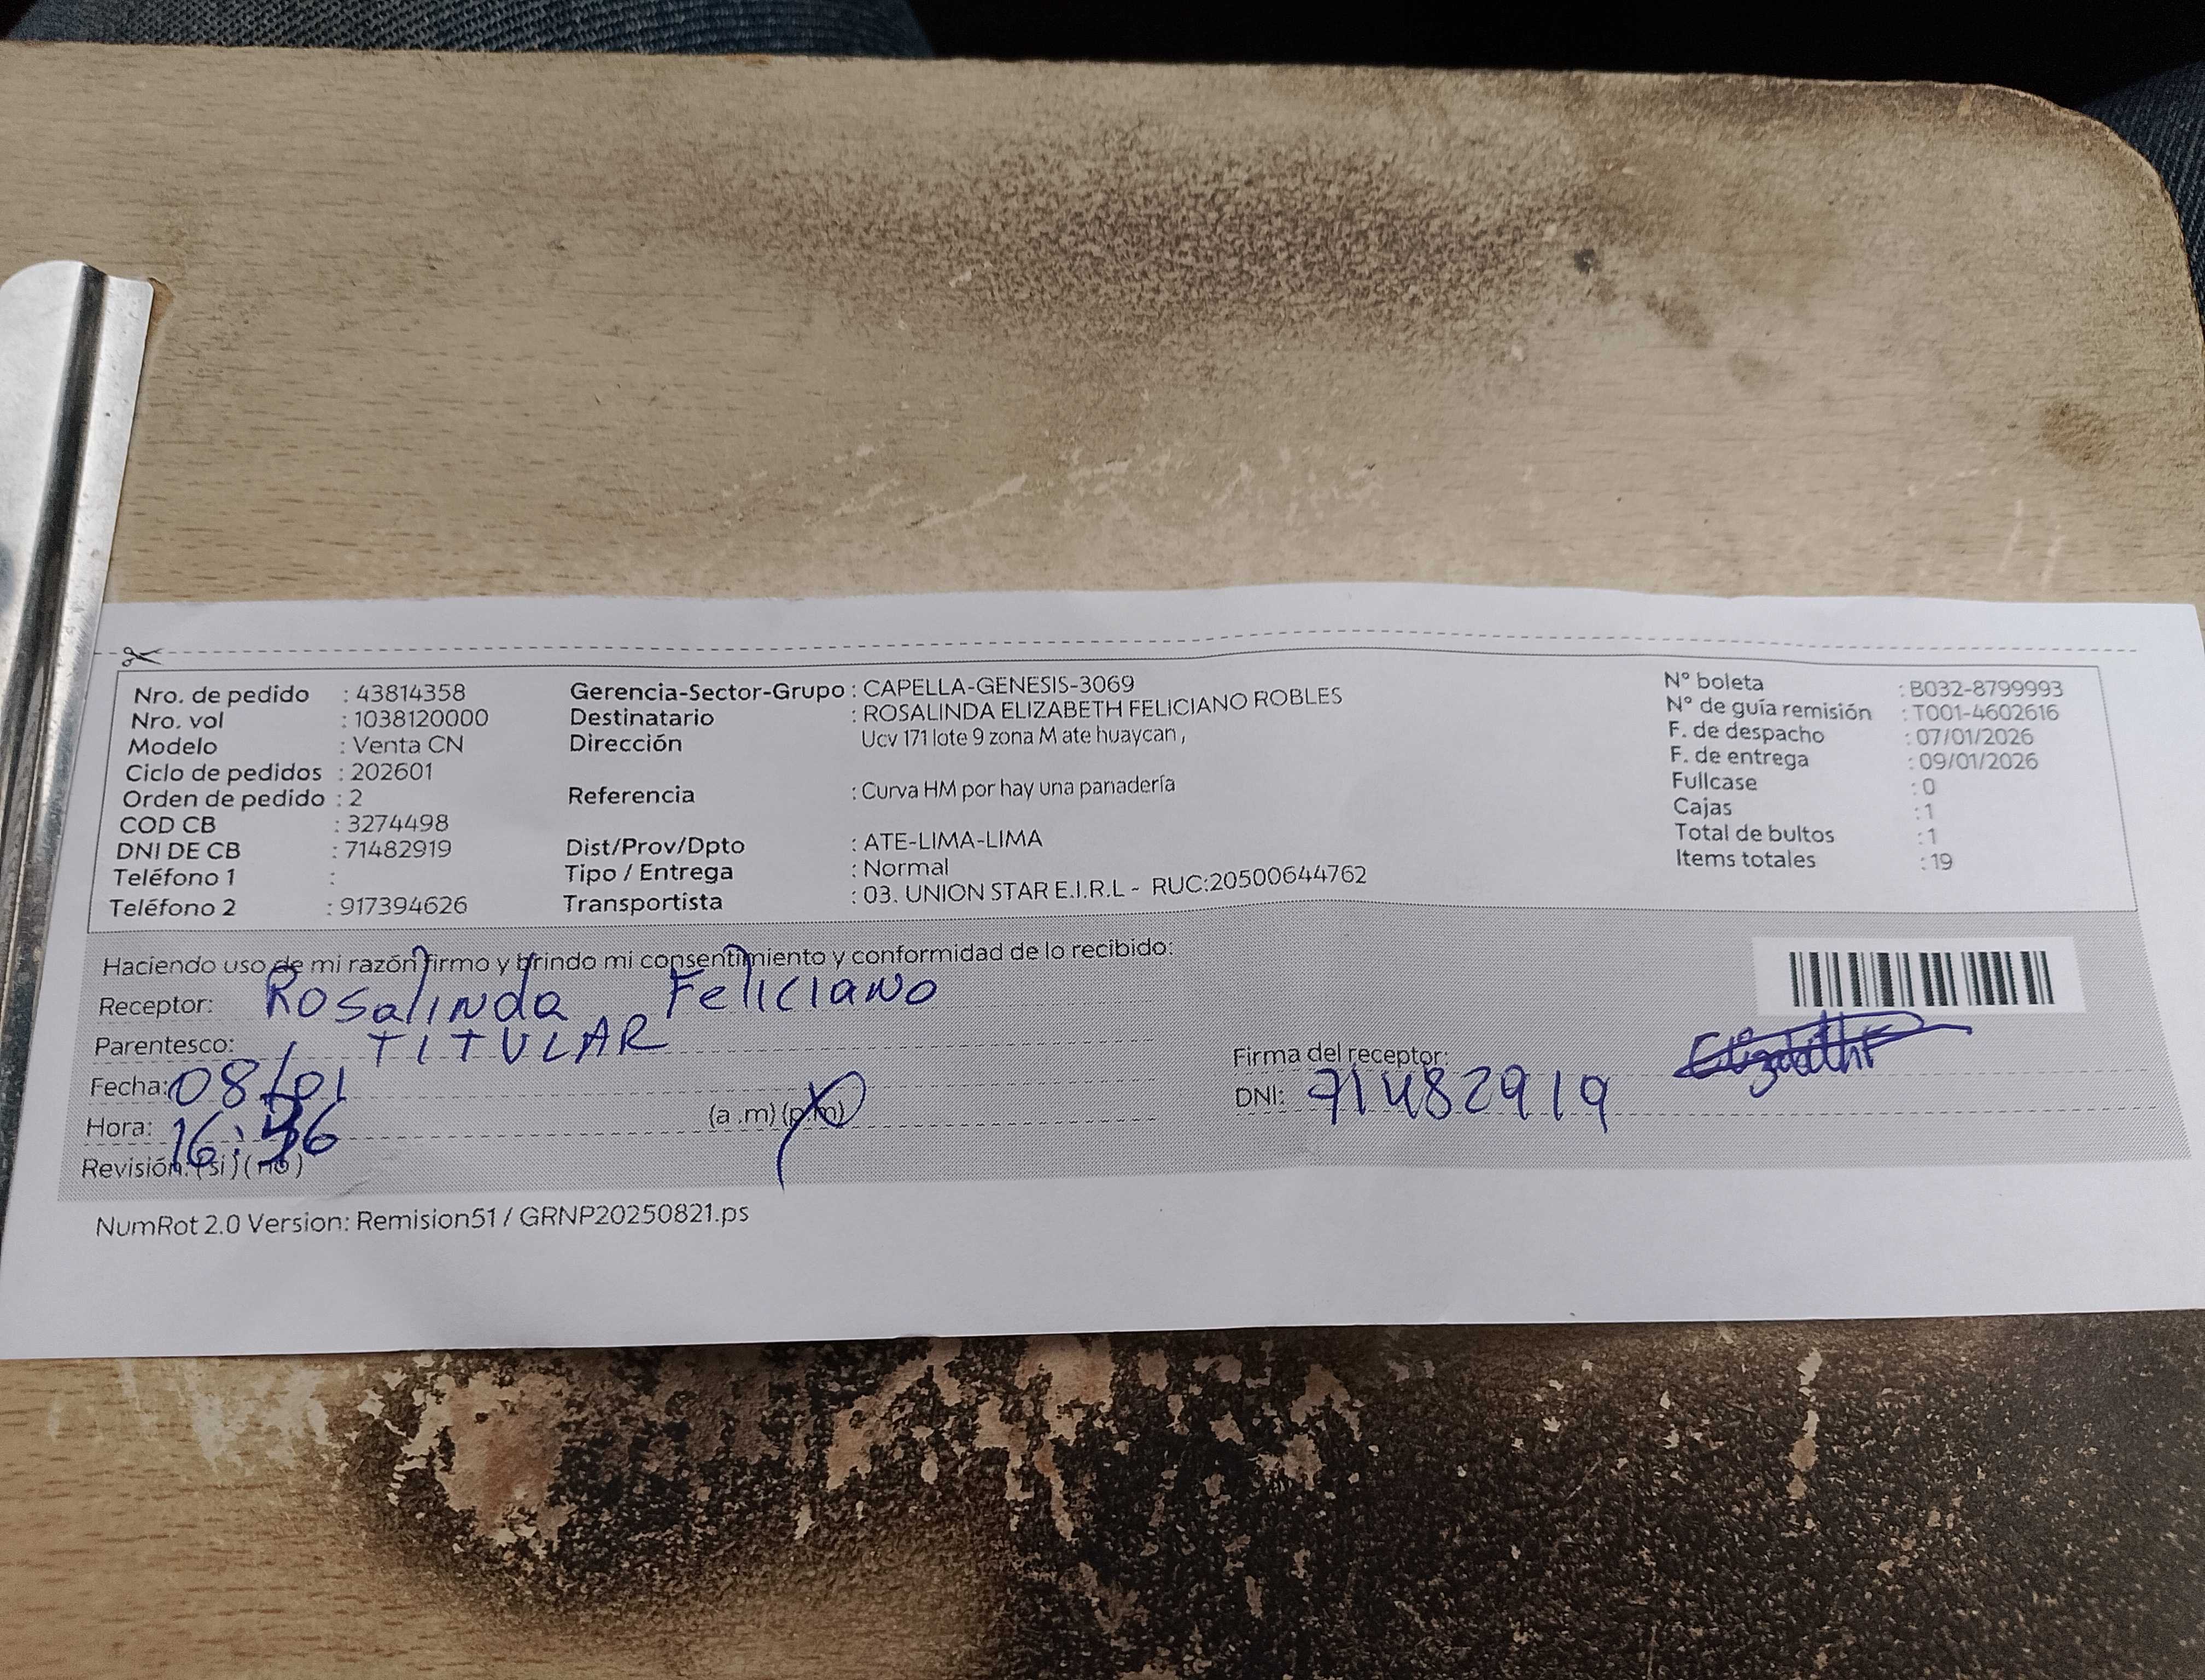 Nro. de pedido : 43814358
Nro. vol : 1038120000
Modelo : Venta CN
Ciclo de pedidos : 202601
Orden de pedido : 2
COD CB : 3274498
DNI DE CB : 71482919
Teléfono 1 :
Teléfono 2 : 917394626
Gerencia-Sector-Grupo : CAPELLA-GENESIS-3069
Destinatario : ROSALINDA ELIZABETH FELICIANO ROBLES
Dirección Ucv 171 lote 9 zona M ate huaycan ,
Referencia : Curva HM por hay una panadería
Dist/Prov/Dpto : ATE-LIMA-LIMA
Tipo / Entrega : Normal
Transportista : 03. UNION STAR E.I.R.L - RUC:20500644762
N° boleta : B032-8799993
N° de guía remisión : T001-4602616
F. de despacho : 07/01/2026
F. de entrega : 09/01/2026
Fullcase : 0
Cajas : 1
Total de bultos : 1
Items totales : 19
Haciendo uso de mi razón firmo y brindo mi consentimiento y conformidad de lo recibido:
Receptor: Rosalinda Feliciano
Parentesco: TITULAR
Fecha: 08/01
Hora: 16: (a .m) (p.m)
Revisión: (si) (no)
Firma del receptor:
DNI: 71482919
NumRot 2.0 Version: Remision51 / GRNP20250821.ps